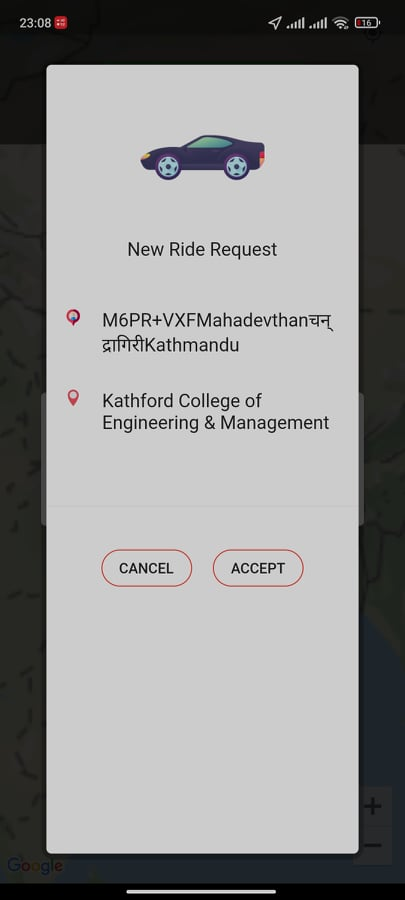 23:08
16
New Ride Request
M6PR+VXFMahadevthanचन्
द्रागिरीKathmandu
Kathford College of
Engineering & Management
CANCEL
ACCEPT
+
−
Google